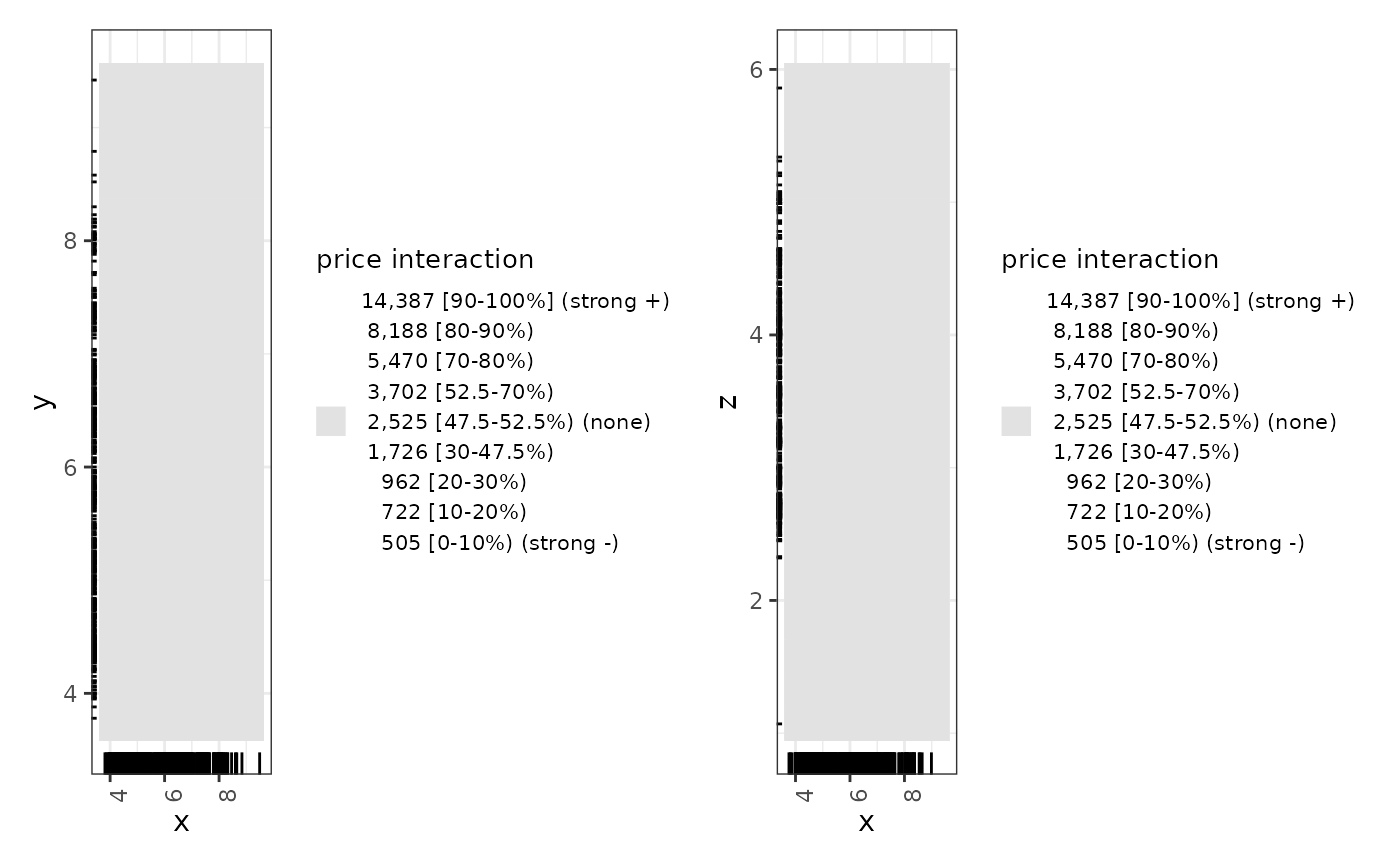 8
6
4
y
4
6
8
x
price interaction
14,387 [90-100%] (strong +)
8,188 [80-90%)
5,470 [70-80%)
3,702 [52.5-70%)
2,525 [47.5-52.5%) (none)
1,726 [30-47.5%)
962 [20-30%)
722 [10-20%)
505 [0-10%) (strong -)
6
4
2
z
4
6
8
x
price interaction
14,387 [90-100%] (strong +)
8,188 [80-90%)
5,470 [70-80%)
3,702 [52.5-70%)
2,525 [47.5-52.5%) (none)
1,726 [30-47.5%)
962 [20-30%)
722 [10-20%)
505 [0-10%) (strong -)